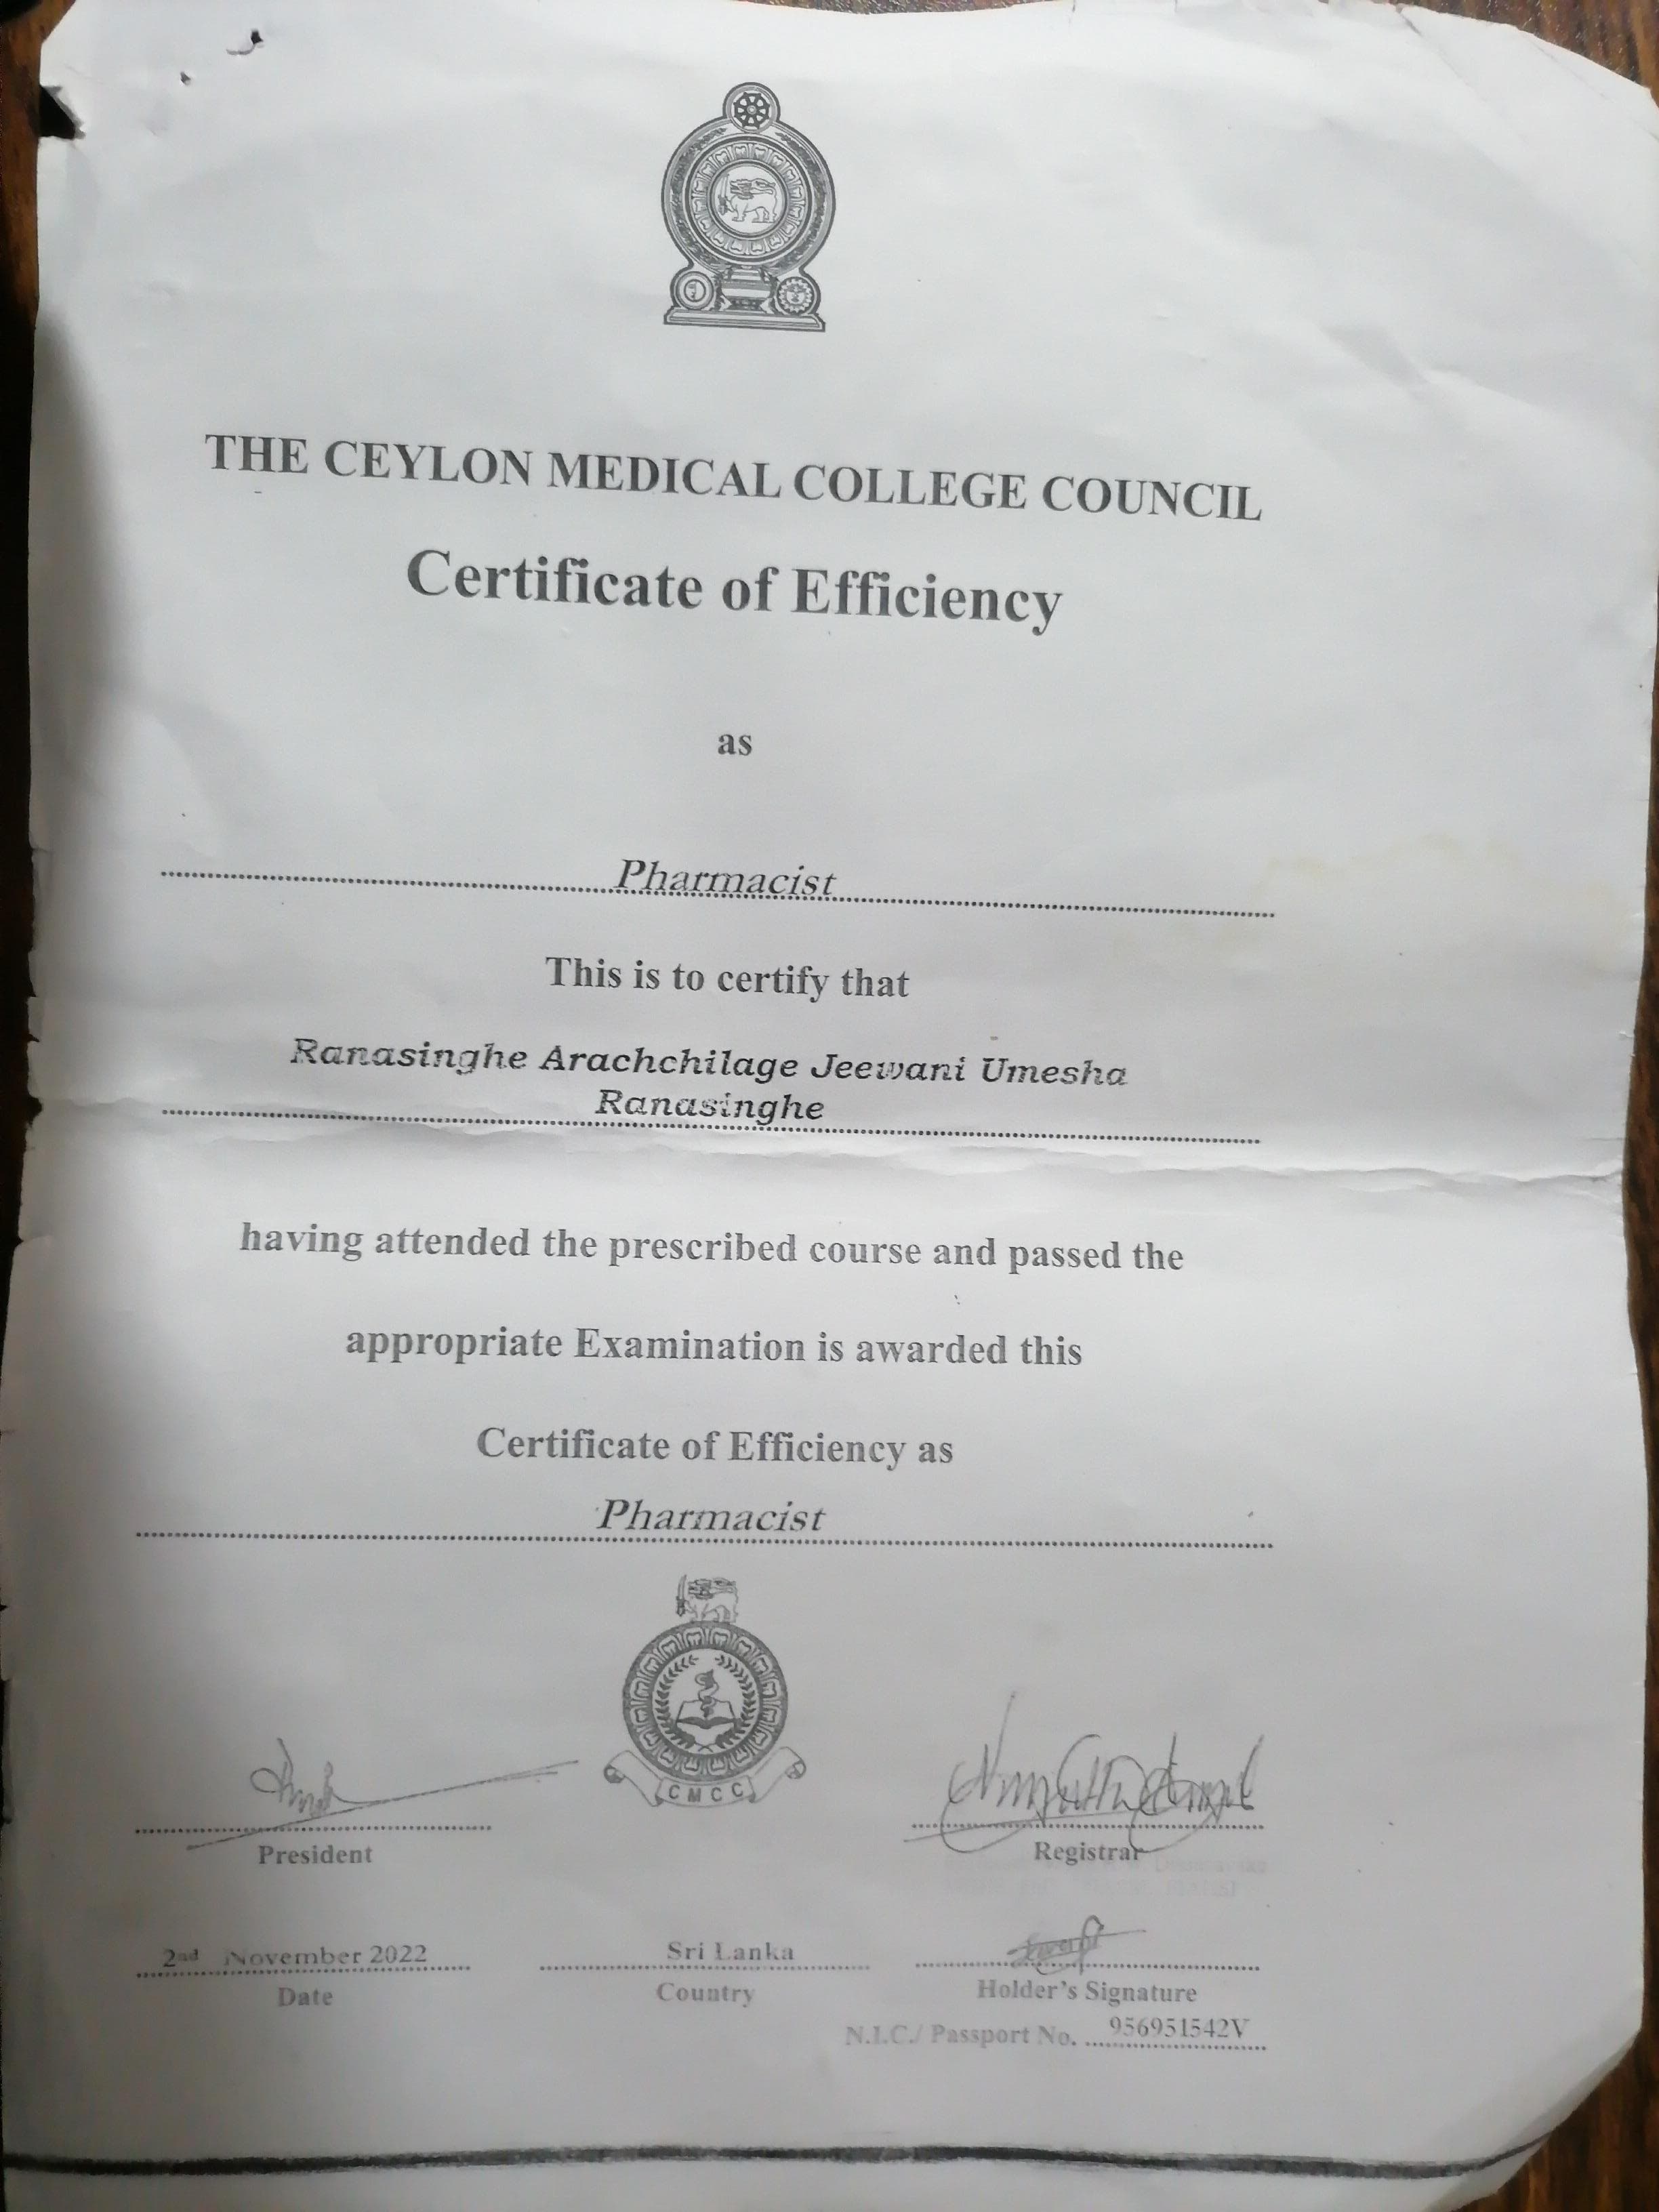 THE CEYLON MEDICAL COLLEGE COUNCIL
Certificate of Efficiency
as
Pharmacist
This is to certify that
Ranasinghe Arachchilage Jeewani Umesha
Ranasinghe
having attended the prescribed course and passed the
appropriate Examination is awarded this
Certificate of Efficiency as
Pharmacist
CMCC
President
Registrar
2nd November 2022
Sri Lanka
Date
Country
Holder's Signature
N.I.C./ Passport No. 956951542V